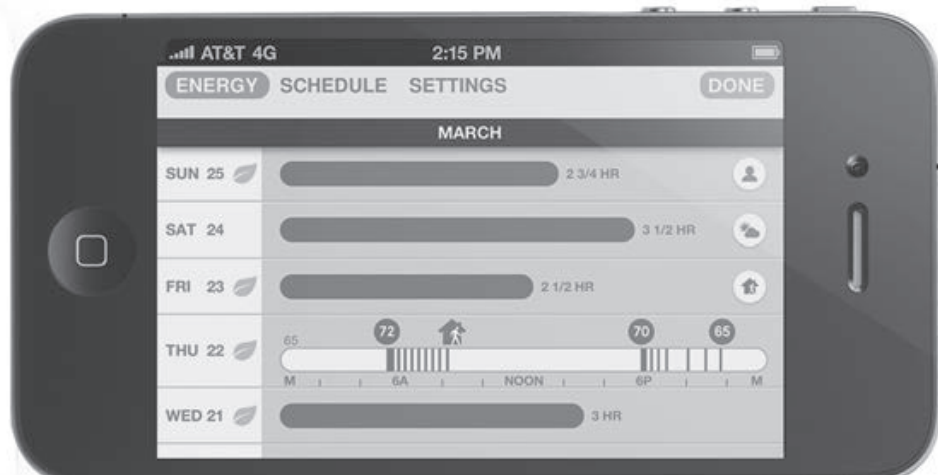 AT&T 4G 2:15 PM
ENERGY SCHEDULE SETTINGS DONE
MARCH
SUN 25 2 3/4 HR
SAT 24 3 1/2 HR
FRI 23 2 1/2 HR
72 70 65
65
THU 22
M 6A NOON 6P M
WED 21 3 HR